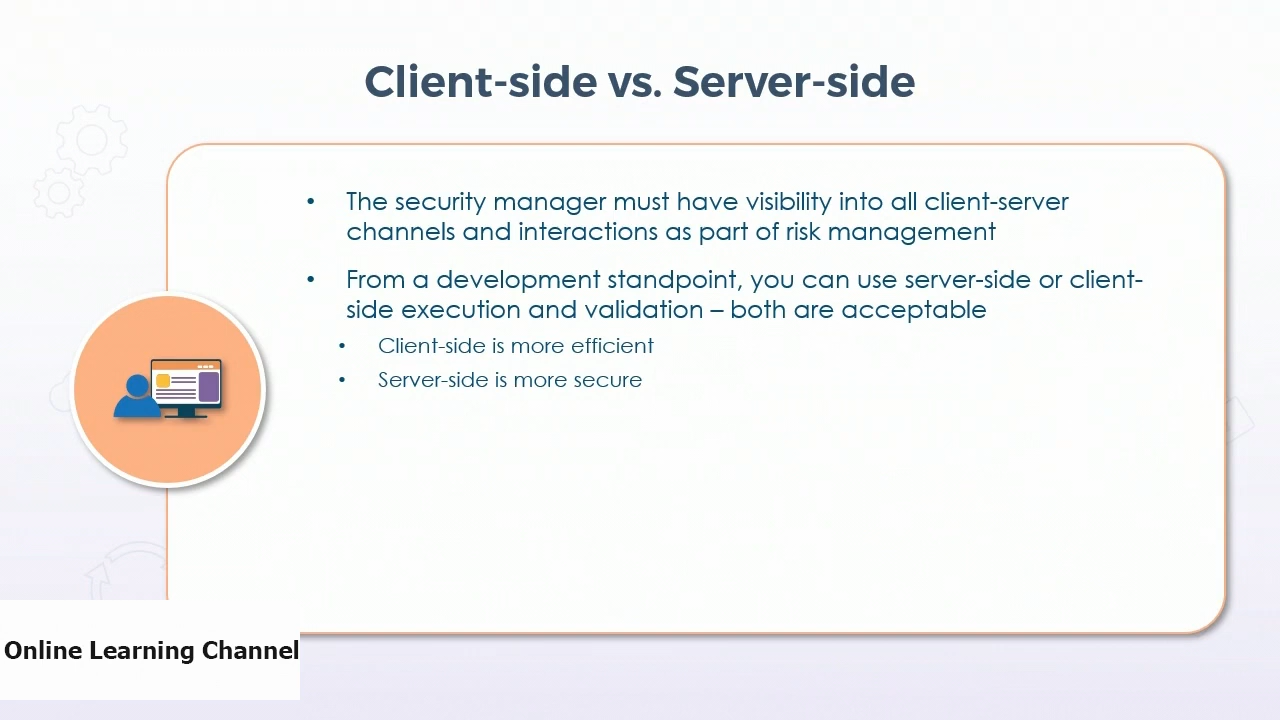 Client-side vs. Server-side
• The security manager must have visibility into all client-server
channels and interactions as part of risk management
• From a development standpoint, you can use server-side or client-
side execution and validation – both are acceptable
• Client-side is more efficient
• Server-side is more secure
Online Learning Channel